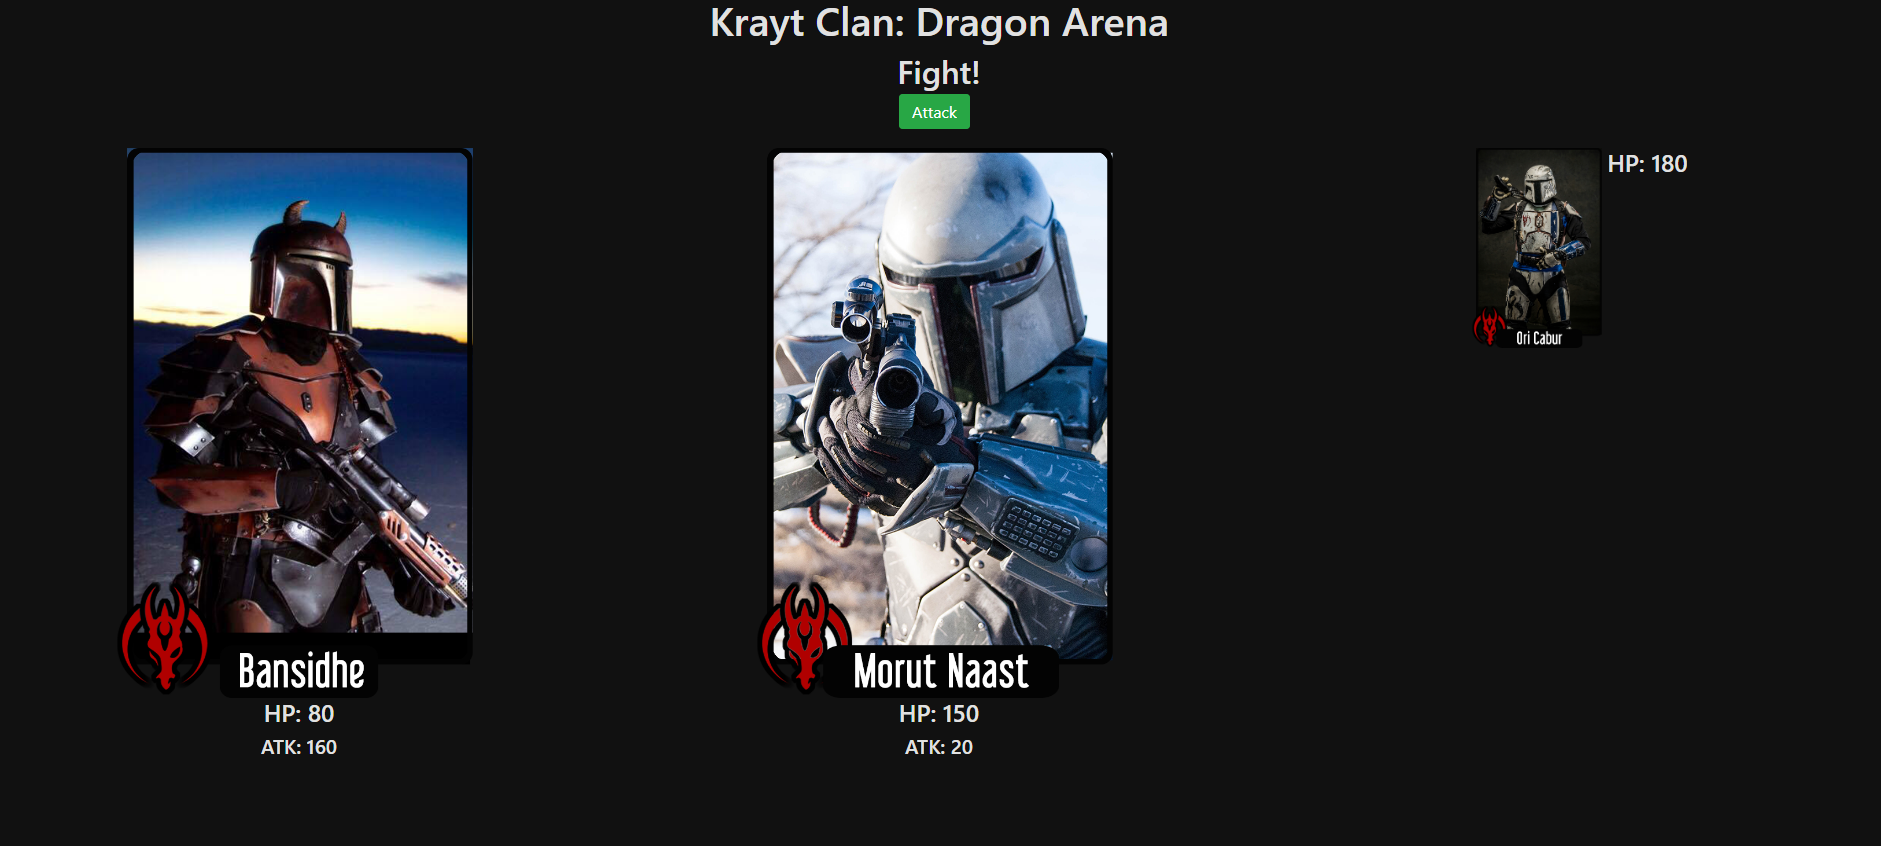 Krayt Clan: Dragon Arena
Fight!
Attack
Bansidhe
HP: 80
ATK: 160
Morut Naast
HP: 150
ATK: 20
Ori Cabur
HP: 180